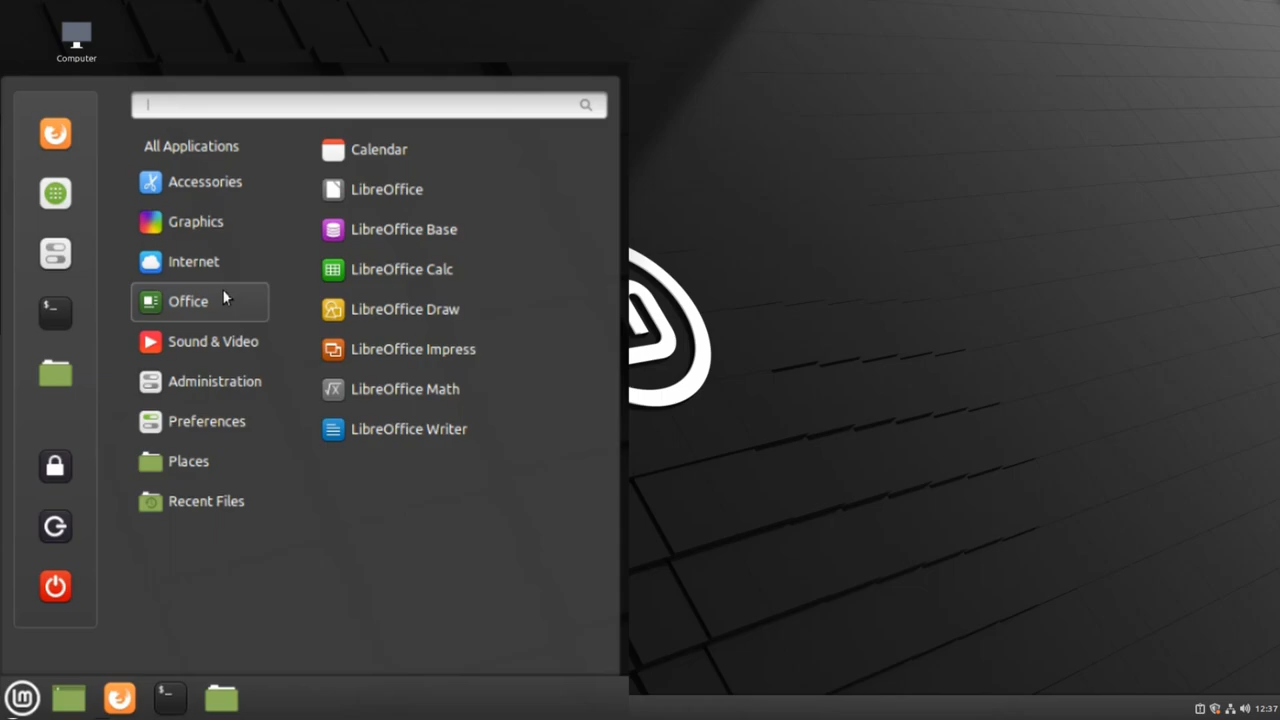 Computer
All Applications
Accessories
Graphics
Internet
Office
Sound & Video
Administration
Preferences
Places
Recent Files
Calendar
LibreOffice
LibreOffice Base
LibreOffice Calc
LibreOffice Draw
LibreOffice Impress
LibreOffice Math
LibreOffice Writer
12:37